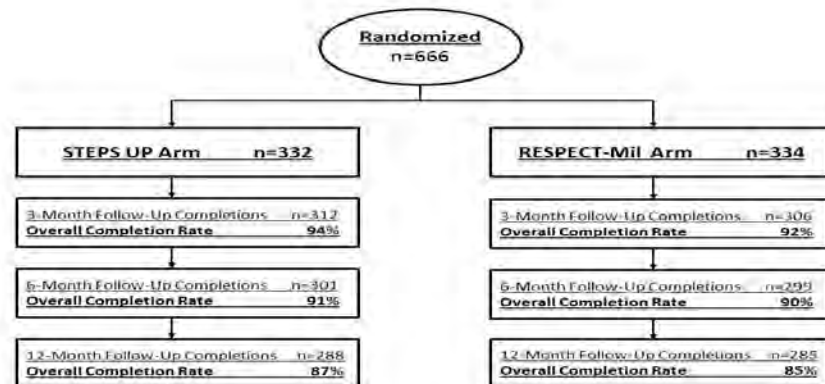 Randomized
n=666
STEPS UP Arm n=332
RESPECT-Mil Arm n=334
3-Month Follow-Up Completions n=312
Overall Completion Rate 94%
3-Month Follow-Up Completions n=306
Overall Completion Rate 92%
6-Month Follow-Up Completions n=301
Overall Completion Rate 91%
6-Month Follow-Up Completions n=299
Overall Completion Rate 90%
12-Month Follow-Up Completions n=288
Overall Completion Rate 87%
12-Month Follow-Up Completions n=285
Overall Completion Rate 85%